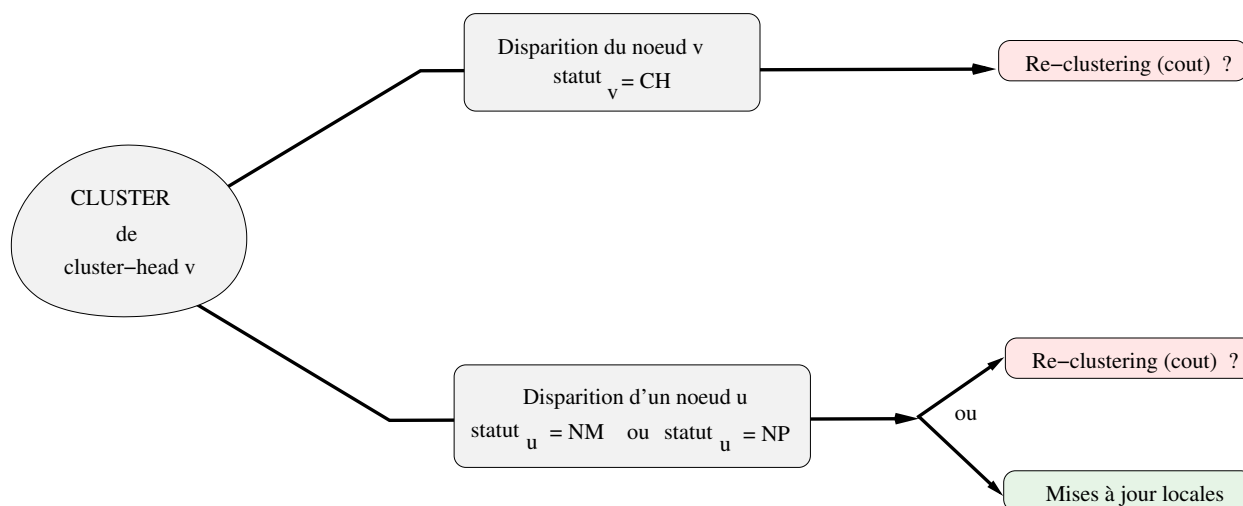 Disparition du noeud v
statut v = CH
Re-clustering (cout) ?
CLUSTER
de
cluster-head v
Disparition d'un noeud u
statut u = NM ou statut u = NP
Re-clustering (cout) ?
ou
Mises à jour locales